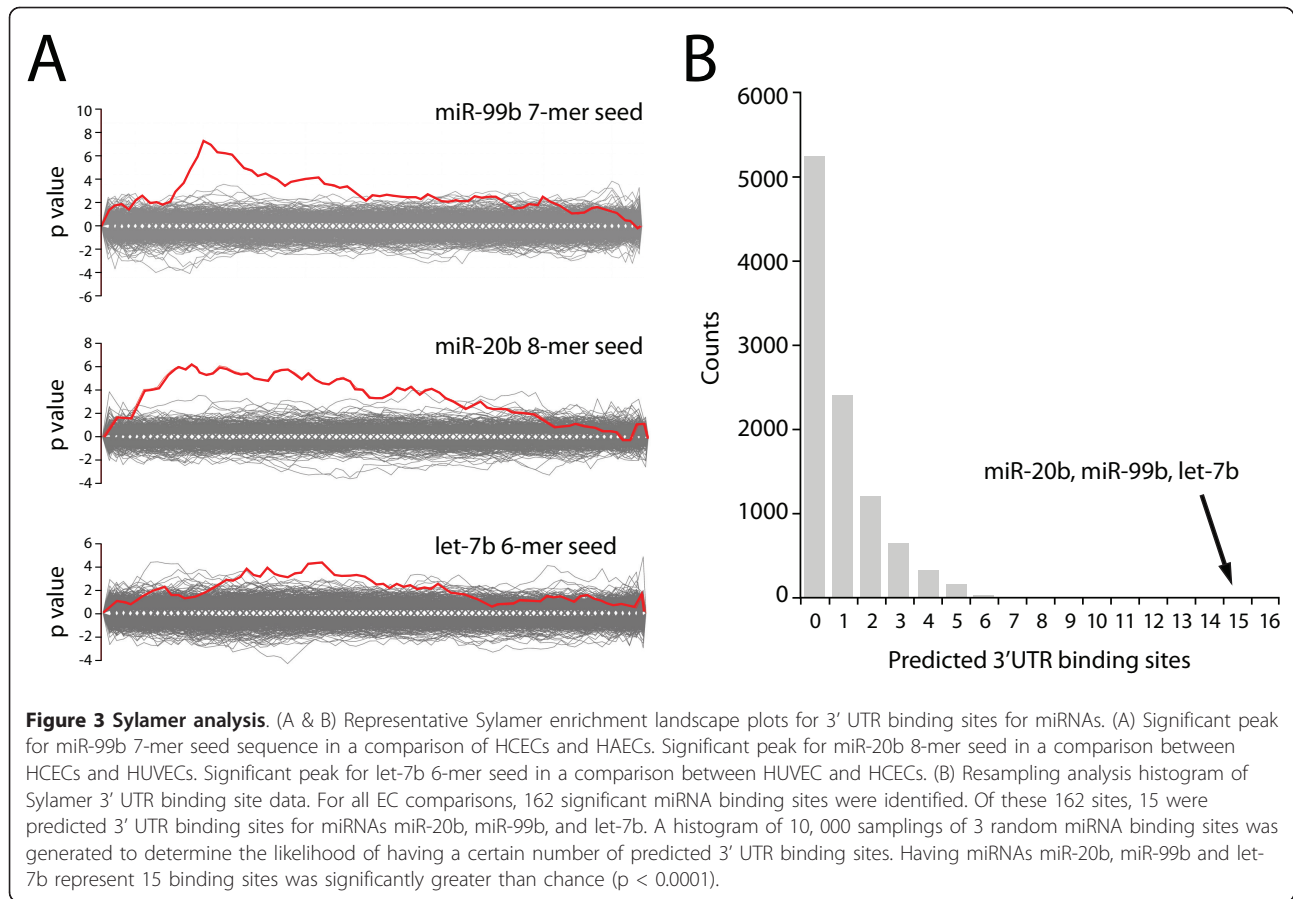 A
miR-99b 7-mer seed
10
8
6
4
2
0
-2
-4
-6
p value
miR-20b 8-mer seed
8
6
4
2
0
-2
-4
p value
let-7b 6-mer seed
6
4
2
0
-2
-4
p value
B
6000
5000
4000
3000
2000
1000
0
Counts
miR-20b, miR-99b, let-7b
0 1 2 3 4 5 6 7 8 9 10 11 12 13 14 15 16
Predicted 3'UTR binding sites
Figure 3 Sylamer analysis. (A & B) Representative Sylamer enrichment landscape plots for 3' UTR binding sites for miRNAs. (A) Significant peak
for miR-99b 7-mer seed sequence in a comparison of HCECs and HAECs. Significant peak for miR-20b 8-mer seed in a comparison between
HCECs and HUVECs. Significant peak for let-7b 6-mer seed in a comparison between HUVEC and HCECs. (B) Resampling analysis histogram of
Sylamer 3' UTR binding site data. For all EC comparisons, 162 significant miRNA binding sites were identified. Of these 162 sites, 15 were
predicted 3' UTR binding sites for miRNAs miR-20b, miR-99b, and let-7b. A histogram of 10, 000 samplings of 3 random miRNA binding sites was
generated to determine the likelihood of having a certain number of predicted 3' UTR binding sites. Having miRNAs miR-20b, miR-99b and let-
7b represent 15 binding sites was significantly greater than chance (p < 0.0001).